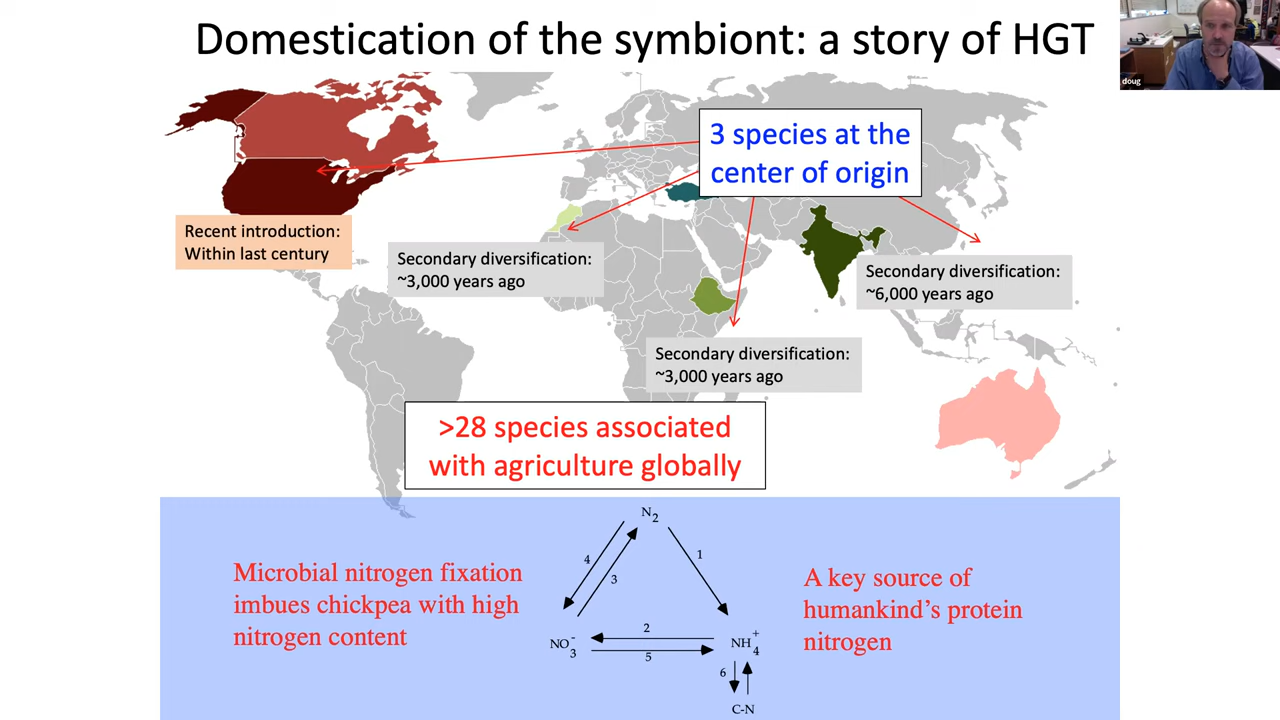 Domestication of the symbiont: a story of HGT
doug
3 species at the
center of origin
Recent introduction:
Within last century
Secondary diversification:
~3,000 years ago
Secondary diversification:
~6,000 years ago
Secondary diversification:
~3,000 years ago
>28 species associated
with agriculture globally
Microbial nitrogen fixation
imbues chickpea with high
nitrogen content
N2
4
1
3
2
NO3-
NH4+
5
6
C-N
A key source of
humankind's protein
nitrogen